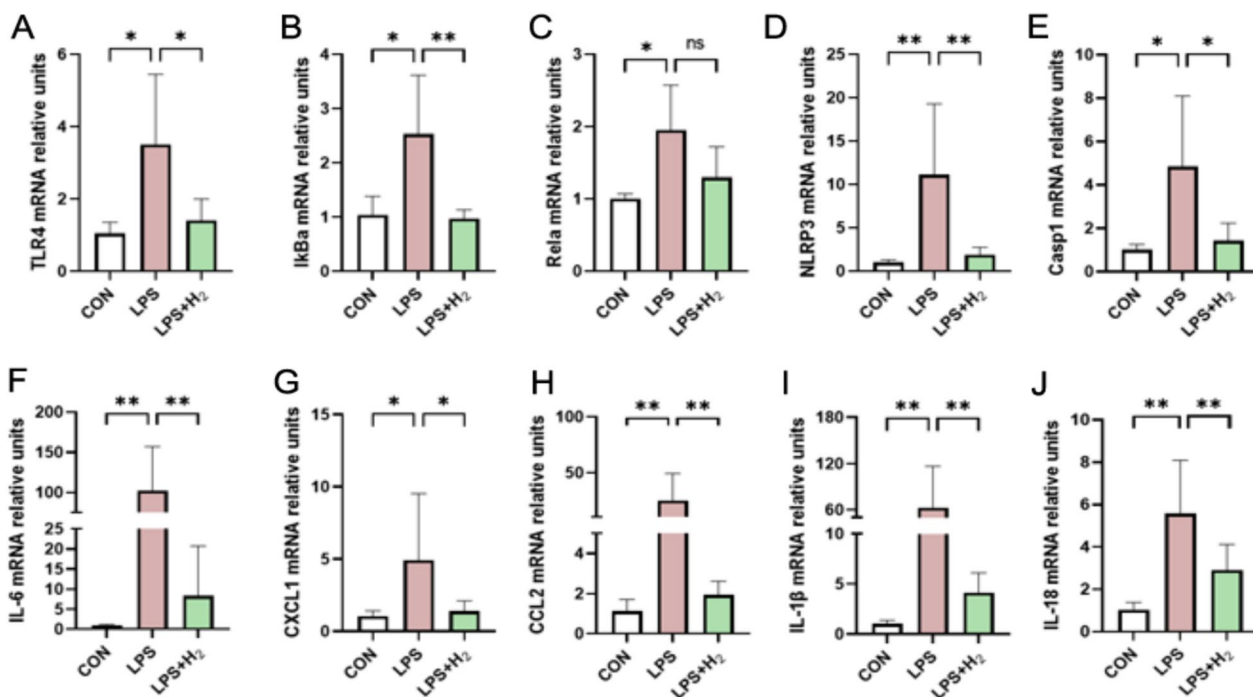 A
TLR4 mRNA relative units
6
4
2
0
*
*
CON
LPS
LPS+H₂
B
IkBa mRNA relative units
4
3
2
1
0
*
**
CON
LPS
LPS+H₂
C
Rela mRNA relative units
3
2
1
0
*
ns
CON
LPS
LPS+H₂
D
NLRP3 mRNA relative units
25
20
15
10
5
0
**
**
CON
LPS
LPS+H₂
E
Casp1 mRNA relative units
10
8
6
4
2
0
*
*
CON
LPS
LPS+H₂
F
IL-6 mRNA relative units
200
150
100
25
20
15
10
5
0
**
**
CON
LPS
LPS+H₂
G
CXCL1 mRNA relative units
15
10
5
0
*
*
CON
LPS
LPS+H₂
H
CCL2 mRNA relative units
100
50
4
2
0
**
**
CON
LPS
LPS+H₂
I
IL-1β mRNA relative units
180
120
60
10
5
0
**
**
CON
LPS
LPS+H₂
J
IL-18 mRNA relative units
10
8
6
4
2
0
**
**
CON
LPS
LPS+H₂